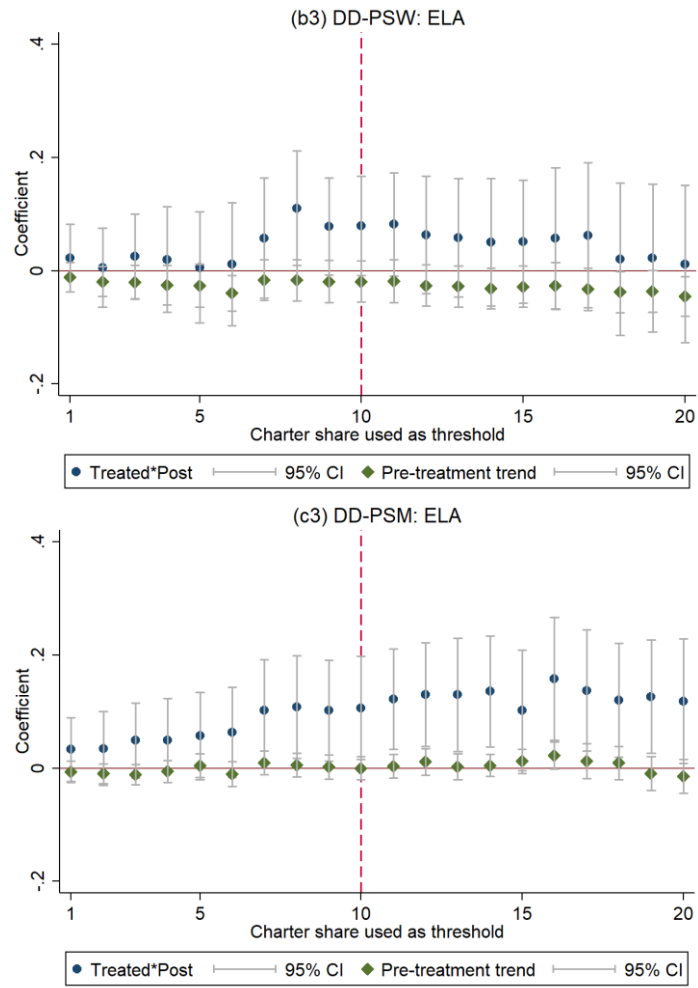 (b3) DD-PSW: ELA
.4
.2
0
-.2
Coefficient
1 5 10 15 20
Charter share used as threshold
Treated*Post 95% CI Pre-treatment trend 95% CI
(c3) DD-PSM: ELA
.4
.2
0
-.2
Coefficient
1 5 10 15 20
Charter share used as threshold
Treated*Post 95% CI Pre-treatment trend 95% CI